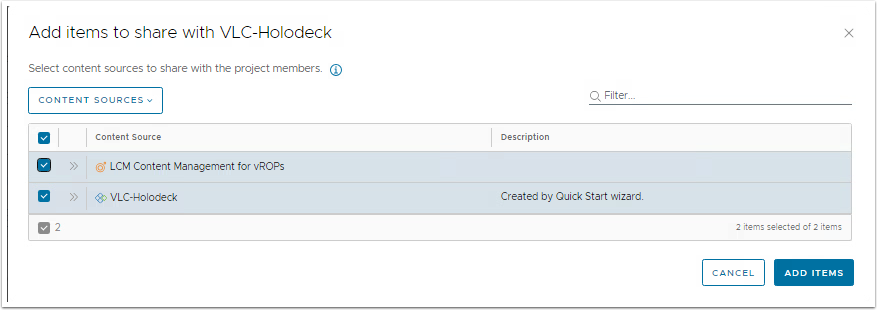 Add items to share with VLC-Holodeck
Select content sources to share with the project members.
CONTENT SOURCES
Filter...
Content Source Description
LCM Content Management for vROPs
VLC-Holodeck Created by Quick Start wizard.
2 2 items selected of 2 items
CANCEL ADD ITEMS